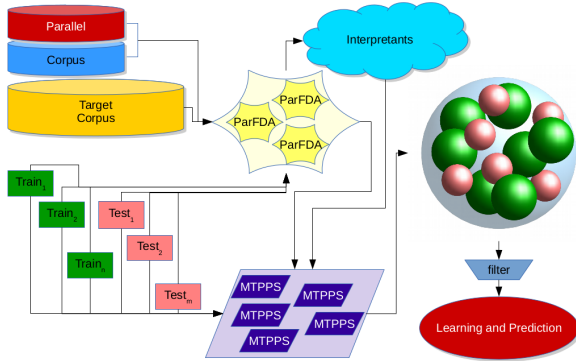 Parallel
Corpus
Interpretants
Target
Corpus
ParFDA
ParFDA
ParFDA
Train1
Train2
Trainn
Test1
Test2
Testm
MTPPS
MTPPS
MTPPS
MTPPS
MTPPS
filter
Learning and Prediction